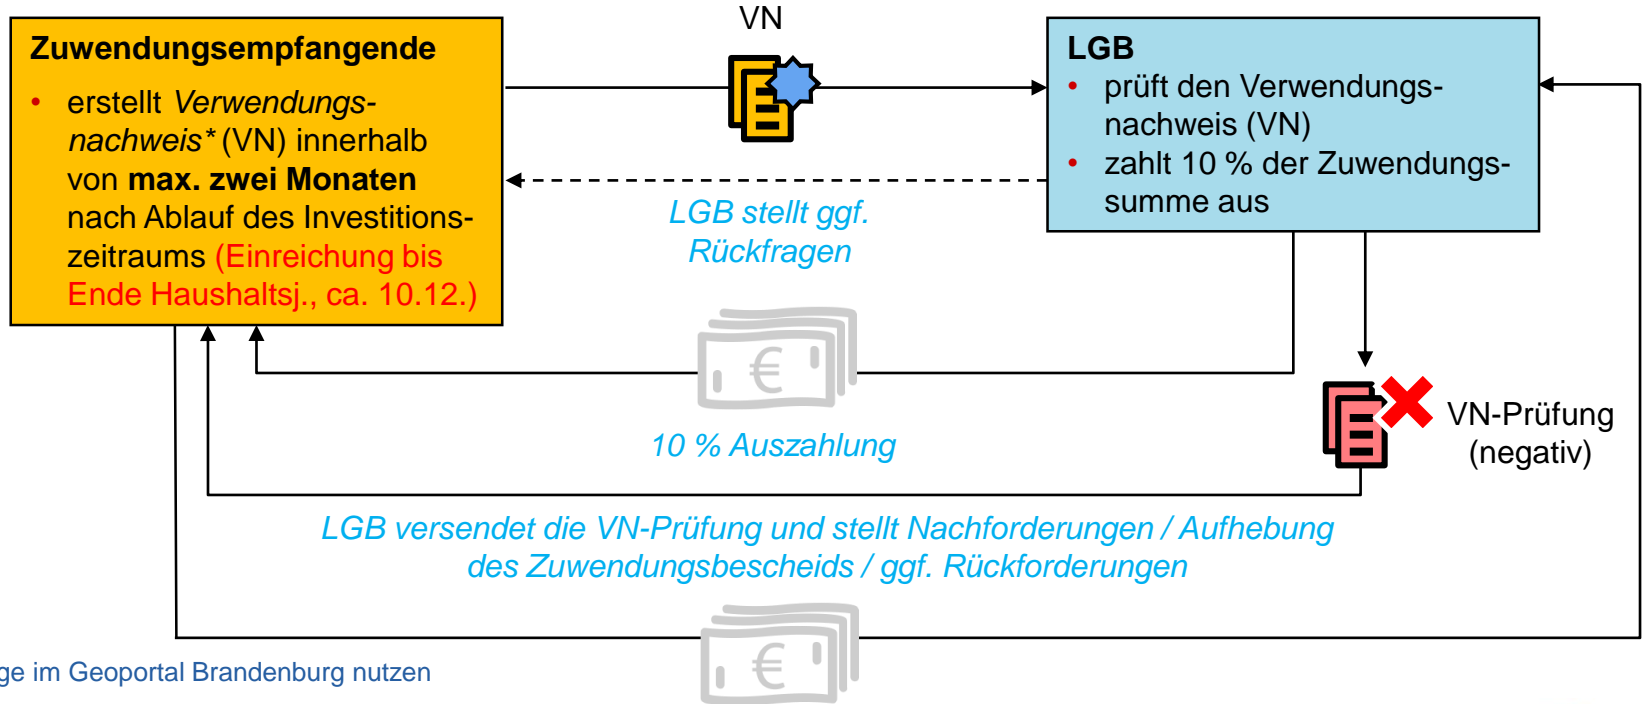 VN
Zuwendungsempfangende
• erstellt Verwendungs-
nachweis* (VN) innerhalb
von max. zwei Monaten
nach Ablauf des Investitions-
zeitraums (Einreichung bis
Ende Haushaltsj., ca. 10.12.)
LGB
• prüft den Verwendungs-
nachweis (VN)
• zahlt 10 % der Zuwendungs-
summe aus
LGB stellt ggf.
Rückfragen
€
10 % Auszahlung
VN-Prüfung
(negativ)
LGB versendet die VN-Prüfung und stellt Nachforderungen / Aufhebung
des Zuwendungsbescheids / ggf. Rückforderungen
€
im Geoportal Brandenburg nutzen